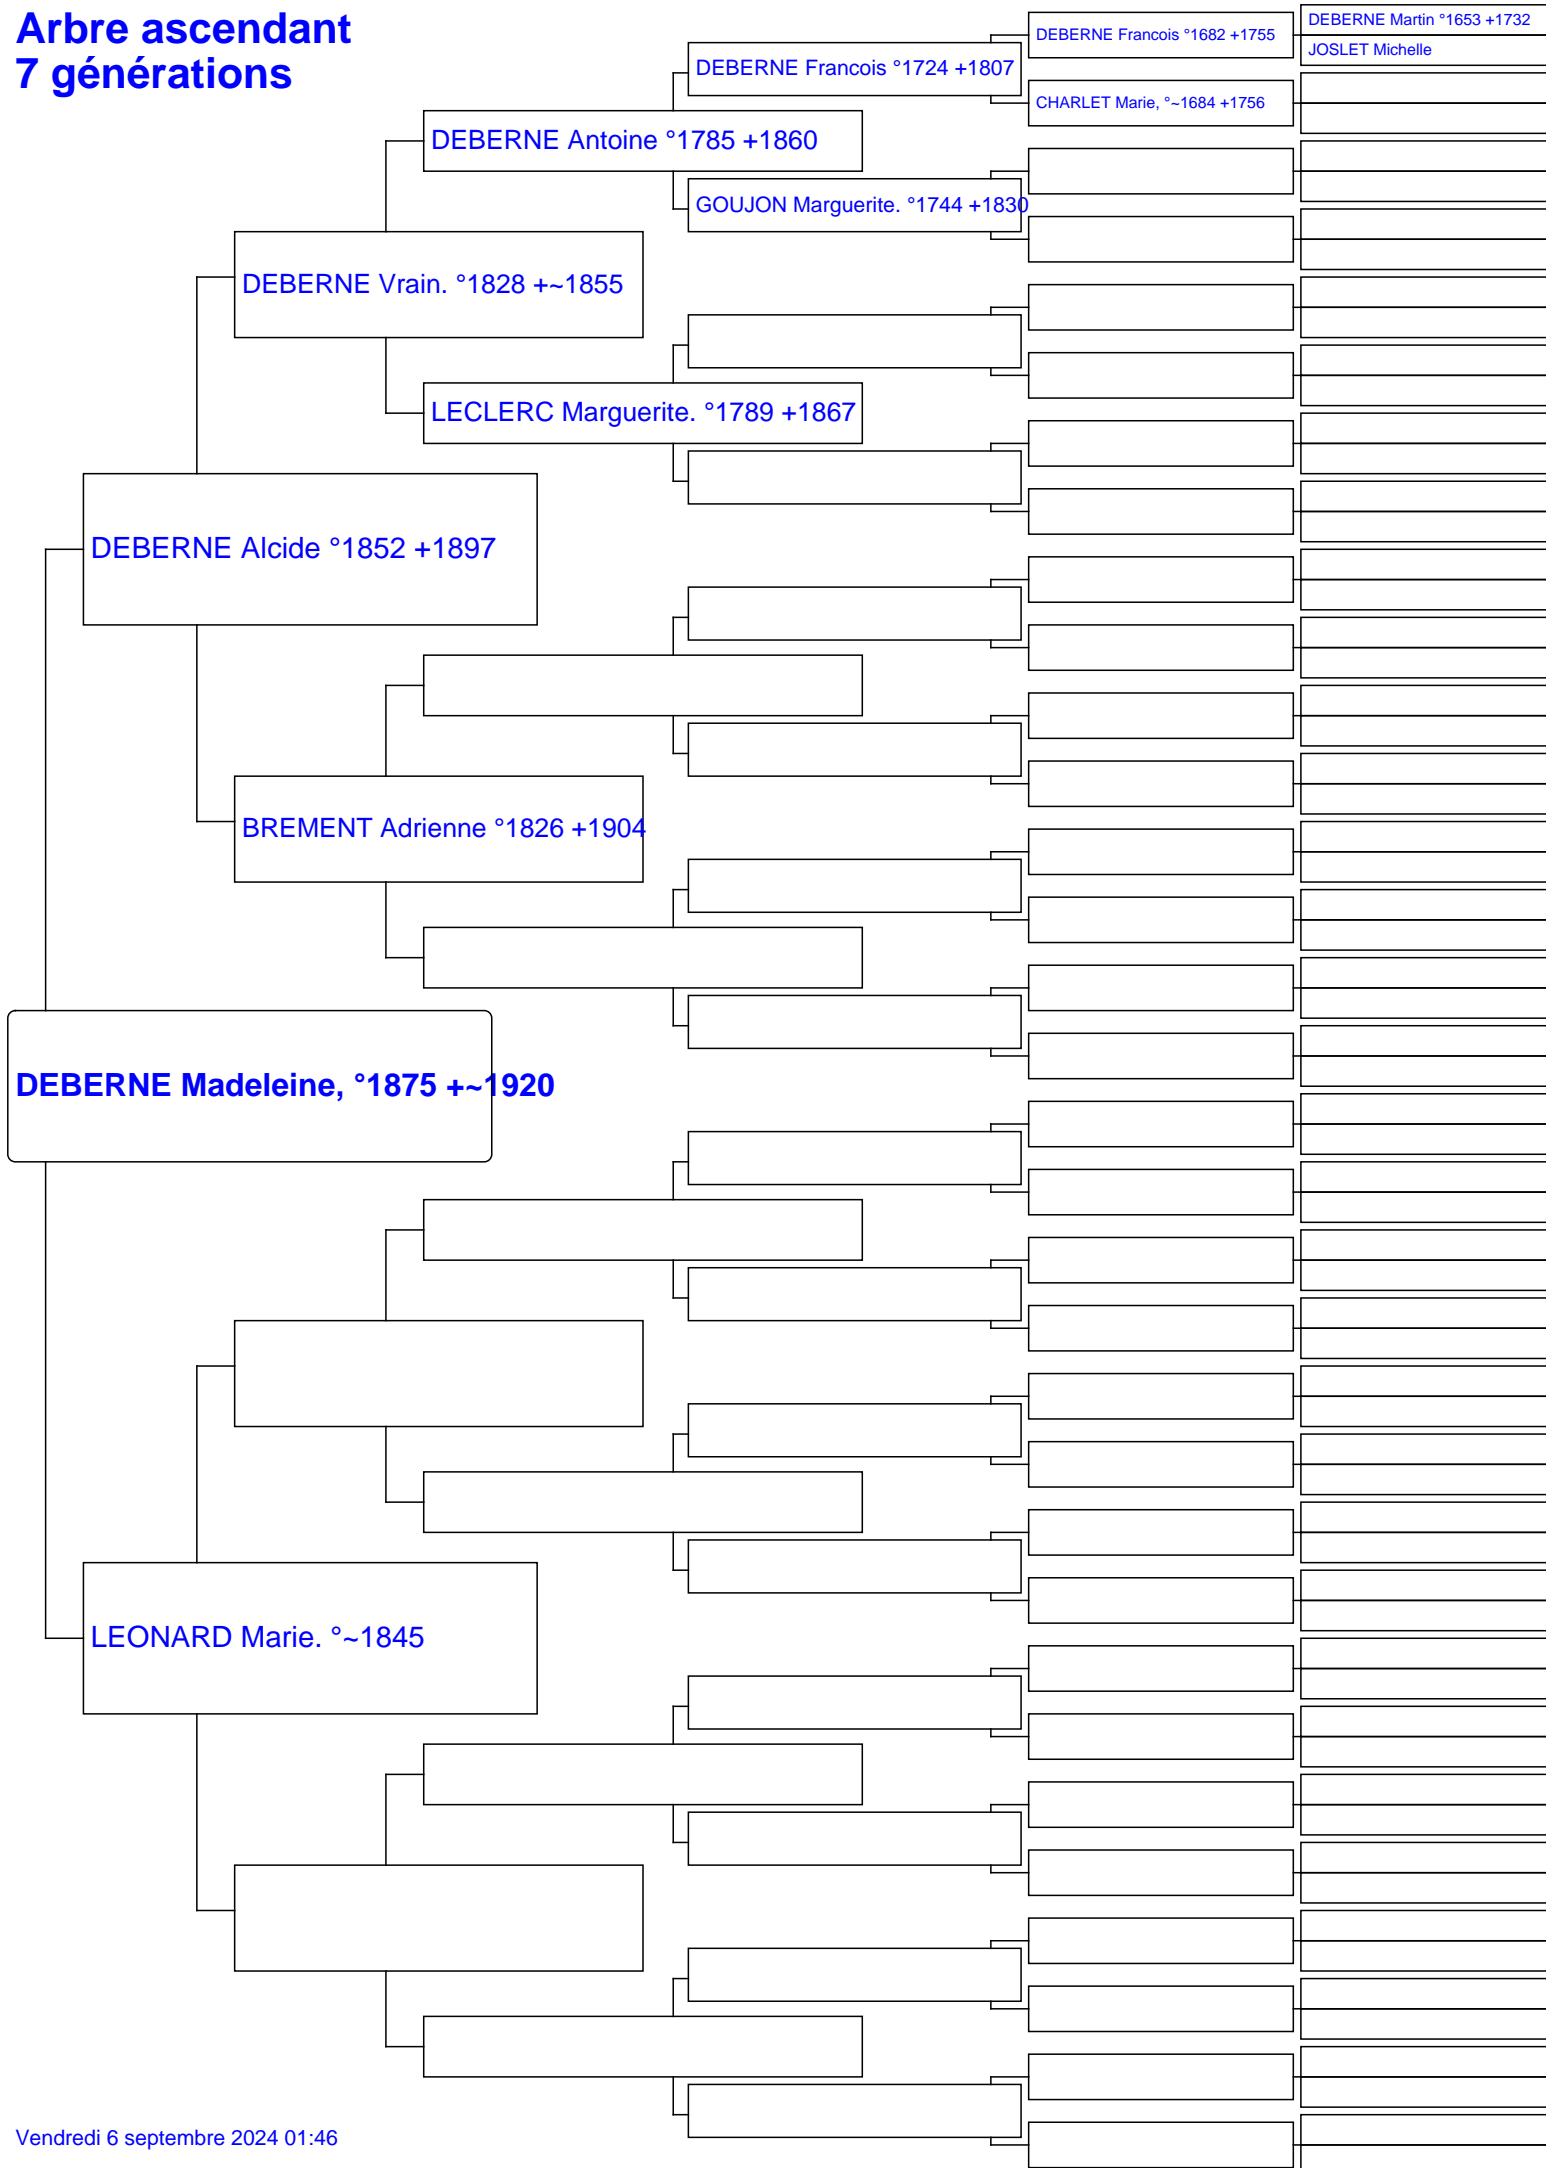 Arbre ascendant
7 générations
DEBERNE Martin °1653 +1732
JOSLET Michelle
DEBERNE Francois °1682 +1755
CHARLET Marie, °~1684 +1756
DEBERNE Francois °1724 +1807
GOUJON Marguerite. °1744 +1830
DEBERNE Antoine °1785 +1860
LECLERC Marguerite. °1789 +1867
DEBERNE Vrain. °1828 +~1855
BREMENT Adrienne °1826 +1904
DEBERNE Alcide °1852 +1897
DEBERNE Madeleine, °1875 +~1920
LEONARD Marie. °~1845
Vendredi 6 septembre 2024 01:46